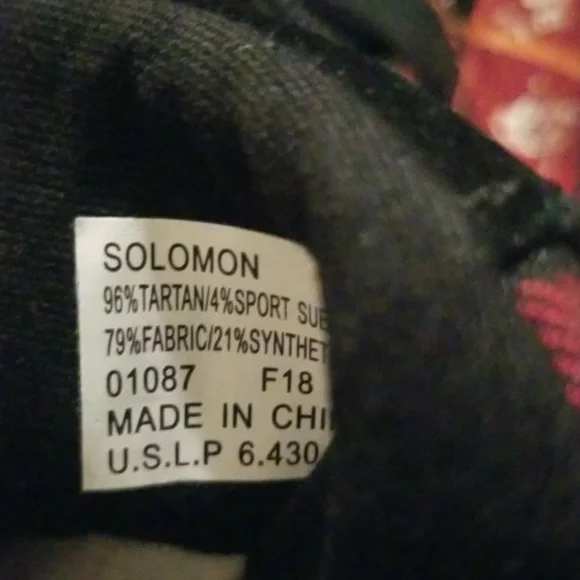 SOLOMON
96%TARTAN/4%SPORT SUE
79%FABRIC/21%SYNTHET
01087 F18
MADE IN CHI
U.S.L.P 6.430